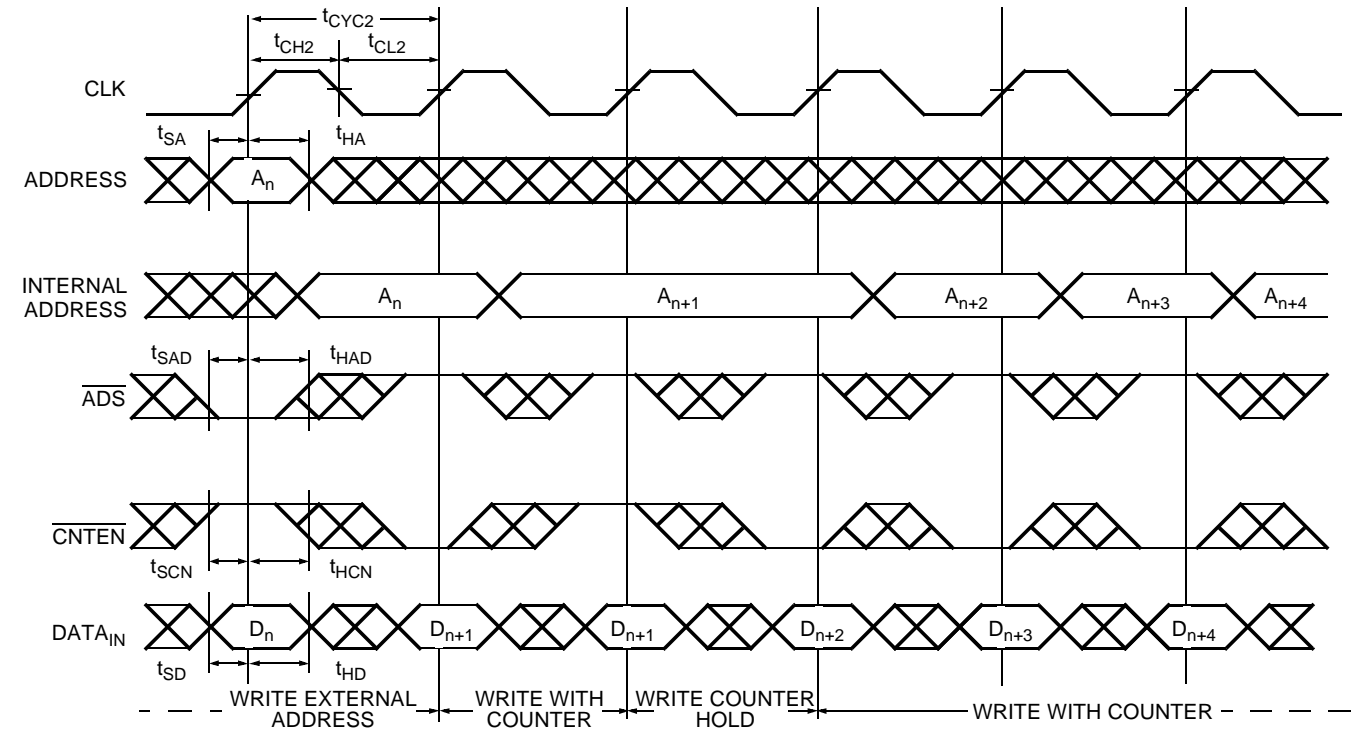 tCYC2
tCH2 tCL2
CLK
tSA tHA
ADDRESS An
INTERNAL
ADDRESS An An+1 An+2 An+3 An+4
tSAD tHAD
ADS
CNTEN
tSCN tHCN
DATAIN Dn Dn+1 Dn+1 Dn+2 Dn+3 Dn+4
tSD tHD
WRITE EXTERNAL
ADDRESS
WRITE WITH
COUNTER
WRITE COUNTER
HOLD
WRITE WITH COUNTER